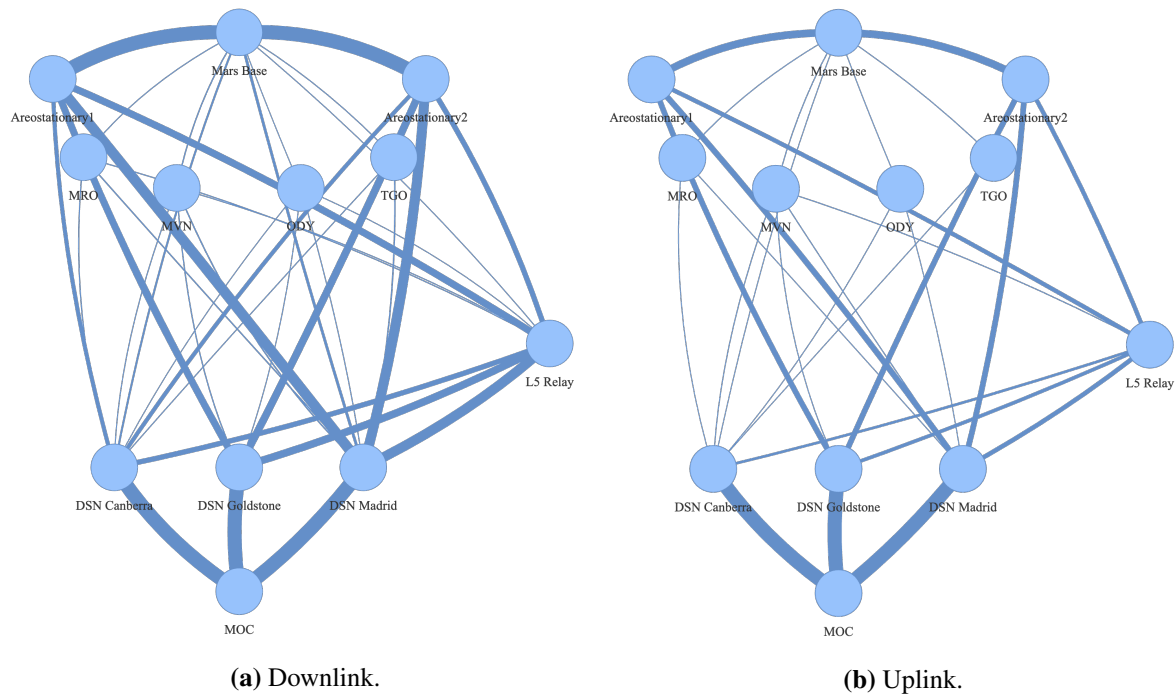 Mars Base
Areostationary1
Areostationary2
MRO
TGO
MVN
ODY
L5 Relay
DSN Canberra
DSN Goldstone
DSN Madrid
MOC
(a) Downlink.
Mars Base
Areostationary1
Areostationary2
MRO
TGO
MVN
ODY
L5 Relay
DSN Canberra
DSN Goldstone
DSN Madrid
MOC
(b) Uplink.